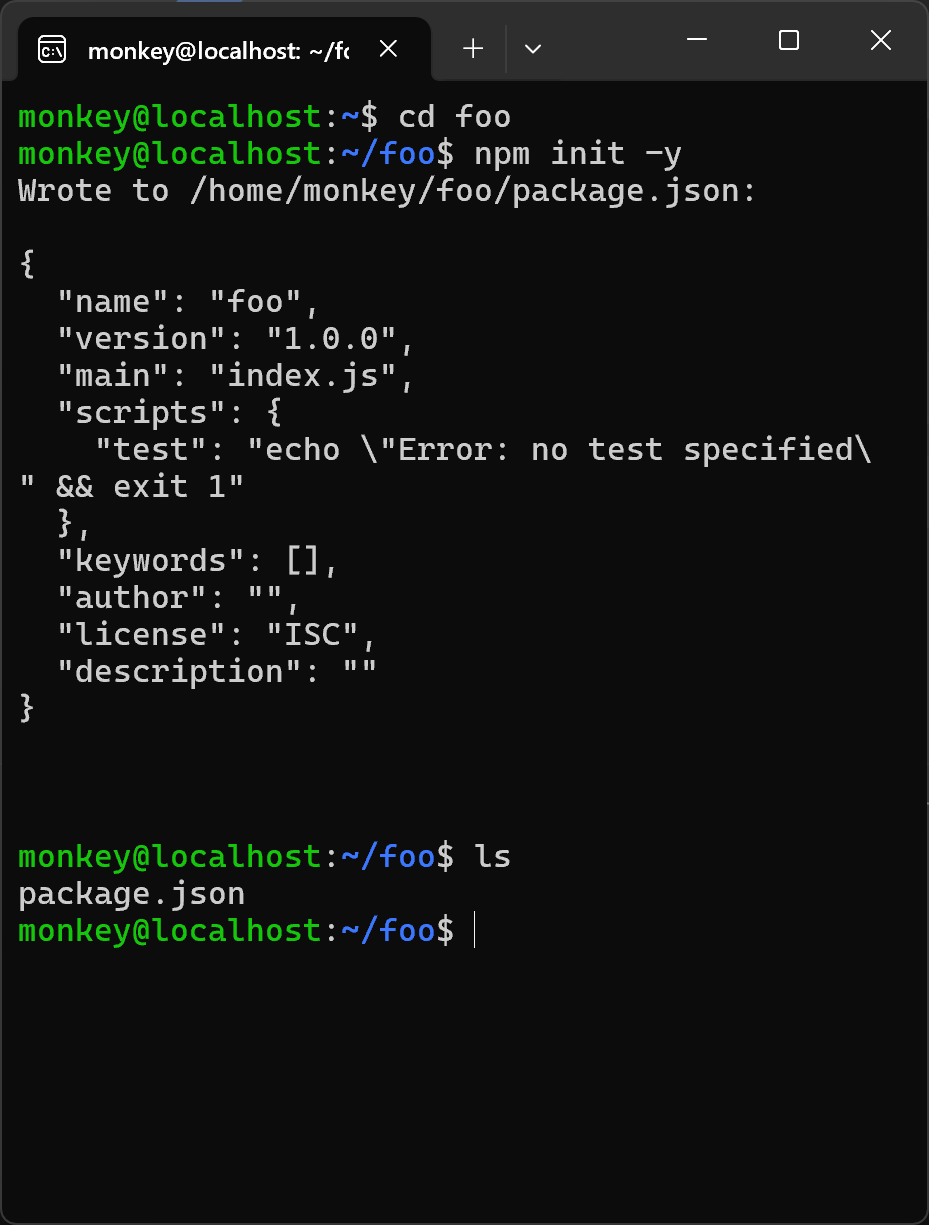 monkey@localhost: ~/fo
monkey@localhost:~$ cd foo
monkey@localhost:~/foo$ npm init -y
Wrote to /home/monkey/foo/package.json:

{
  "name": "foo",
  "version": "1.0.0",
  "main": "index.js",
  "scripts": {
    "test": "echo \"Error: no test specified\
" && exit 1"
  },
  "keywords": [],
  "author": "",
  "license": "ISC",
  "description": ""
}

monkey@localhost:~/foo$ ls
package.json
monkey@localhost:~/foo$